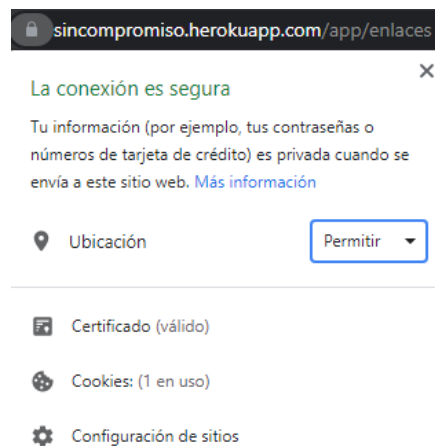 sincompromiso.herokuapp.com/app/enlaces
La conexión es segura
Tu información (por ejemplo, tus contraseñas o
números de tarjeta de crédito) es privada cuando se
envía a este sitio web. Más información
Ubicación Permitir
Certificado (válido)
Cookies: (1 en uso)
Configuración de sitios